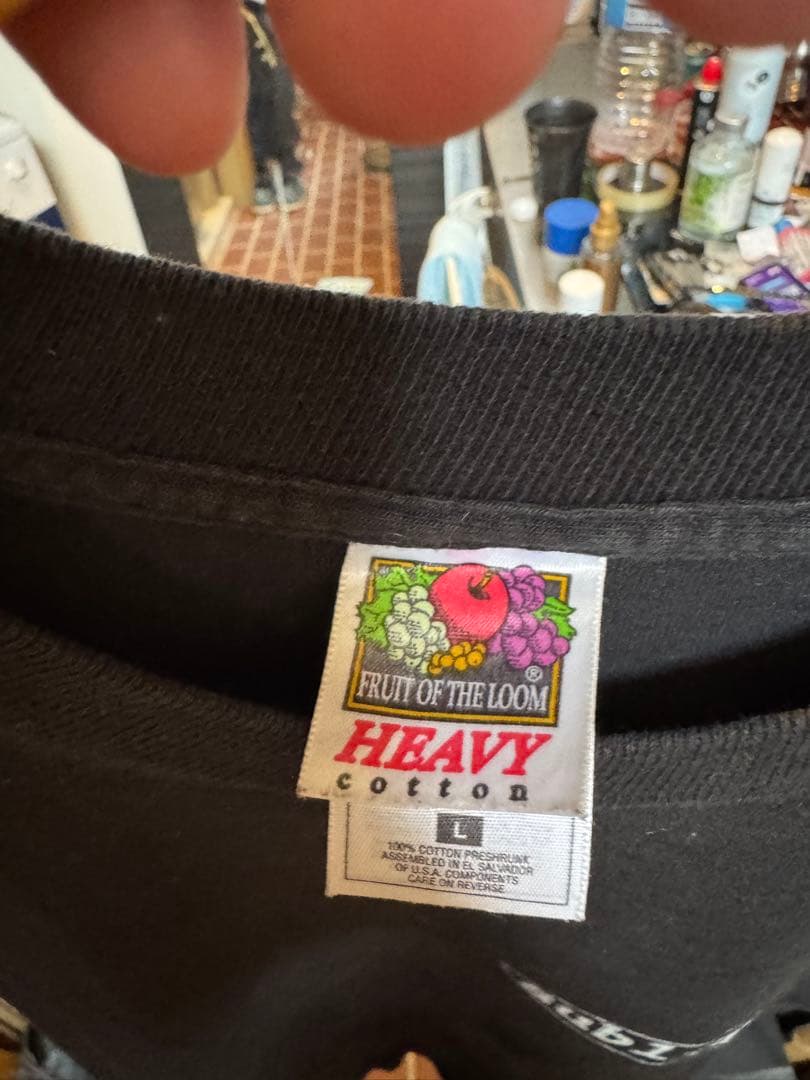 FRUIT OF THE LOOM®
HEAVY
cotton
L
100% COTTON PRESHRUNK
ASSEMBLED IN EL SALVADOR
OF U.S.A. COMPONENTS
CARE ON REVERSE